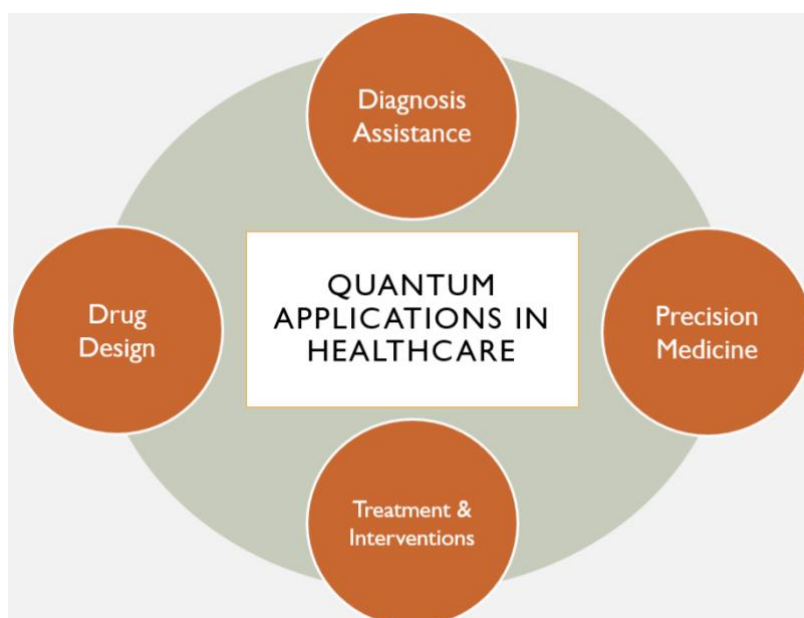 Diagnosis
Assistance
QUANTUM
APPLICATIONS IN
HEALTHCARE
Drug
Design
Precision
Medicine
Treatment &
Interventions